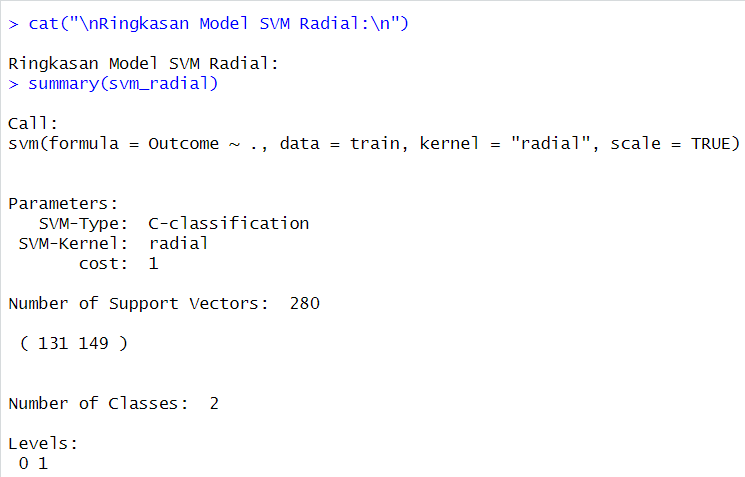 > cat("\nRingkasan Model SVM Radial:\n")
Ringkasan Model SVM Radial:
> summary(svm_radial)
Call:
svm(formula = Outcome ~ ., data = train, kernel = "radial", scale = TRUE)
Parameters:
SVM-Type:  C-classification
SVM-Kernel:  radial
cost:  1
Number of Support Vectors:  280
( 131 149 )
Number of Classes:  2
Levels:
0 1